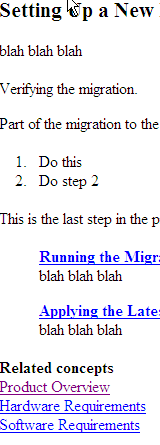 Setting Up a New
blah blah blah
Verifying the migration.
Part of the migration to the
1. Do this
2. Do step 2
This is the last step in the p
Running the Migra
blah blah blah
Applying the Lates
blah blah blah
Related concepts
Product Overview
Hardware Requirements
Software Requirements